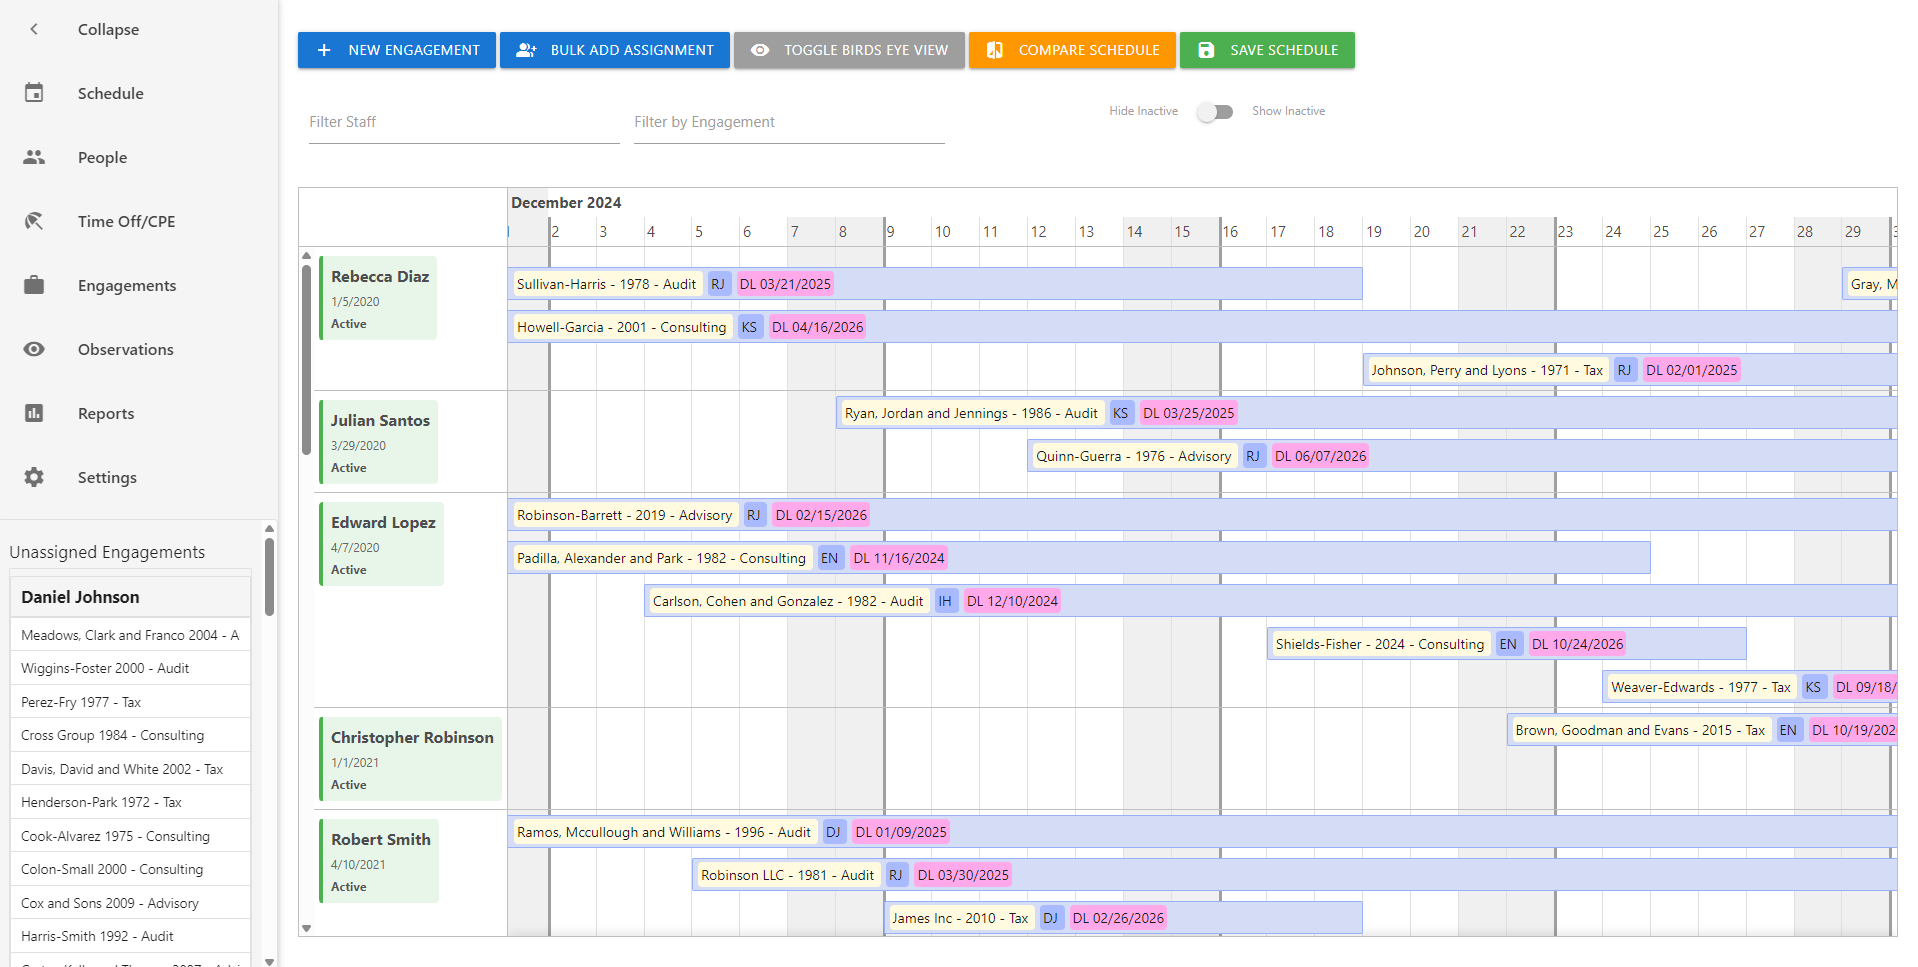 Collapse
Schedule
People
Time Off/CPE
Engagements
Observations
Reports
Settings
Unassigned Engagements
Daniel Johnson
Meadows, Clark and Franco 2004 - A
Wiggins-Foster 2000 - Audit
Perez-Fry 1977 - Tax
Cross Group 1984 - Consulting
Davis, David and White 2002 - Tax
Henderson-Park 1972 - Tax
Cook-Alvarez 1975 - Consulting
Colon-Small 2000 - Consulting
Cox and Sons 2009 - Advisory
Harris-Smith 1992 - Audit
NEW ENGAGEMENT BULK ADD ASSIGNMENT TOGGLE BIRDS EYE VIEW COMPARE SCHEDULE SAVE SCHEDULE
Filter Staff Filter by Engagement Hide Inactive Show Inactive
December 2024
2 3 4 5 6 7 8 9 10 11 12 13 14 15 16 17 18 19 20 21 22 23 24 25 26 27 28 29
Rebecca Diaz
1/5/2020
Active
Sullivan-Harris - 1978 - Audit RJ DL 03/21/2025 Gray, M
Howell-Garcia - 2001 - Consulting KS DL 04/16/2026
Johnson, Perry and Lyons - 1971 - Tax RJ DL 02/01/2025
Julian Santos
3/29/2020
Active
Ryan, Jordan and Jennings - 1986 - Audit KS DL 03/25/2025
Quinn-Guerra - 1976 - Advisory RJ DL 06/07/2026
Edward Lopez
4/7/2020
Active
Robinson-Barrett - 2019 - Advisory RJ DL 02/15/2026
Padilla, Alexander and Park - 1982 - Consulting EN DL 11/16/2024
Carlson, Cohen and Gonzalez - 1982 - Audit IH DL 12/10/2024
Shields-Fisher - 2024 - Consulting EN DL 10/24/2026
Weaver-Edwards - 1977 - Tax KS DL 09/18/
Christopher Robinson
1/1/2021
Active
Brown, Goodman and Evans - 2015 - Tax EN DL 10/19/202
Robert Smith
4/10/2021
Active
Ramos, Mccullough and Williams - 1996 - Audit DJ DL 01/09/2025
Robinson LLC - 1981 - Audit RJ DL 03/30/2025
James Inc - 2010 - Tax DJ DL 02/26/2026